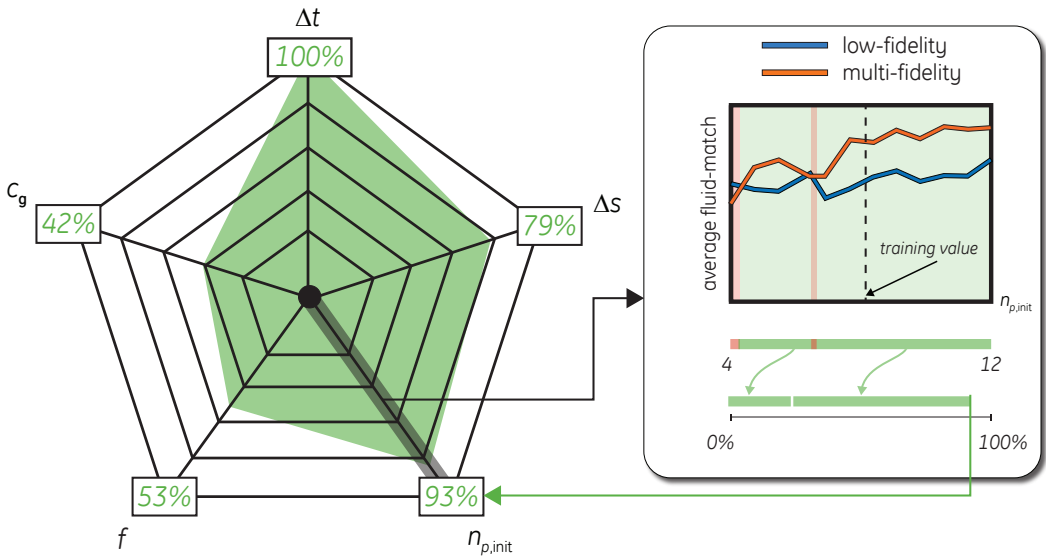 Δt
100%
c_g
42%
Δs
79%
f
53%
n_p,init
93%
low-fidelity
multi-fidelity
average fluid-match
training value
n_p,init
4
12
0%
100%